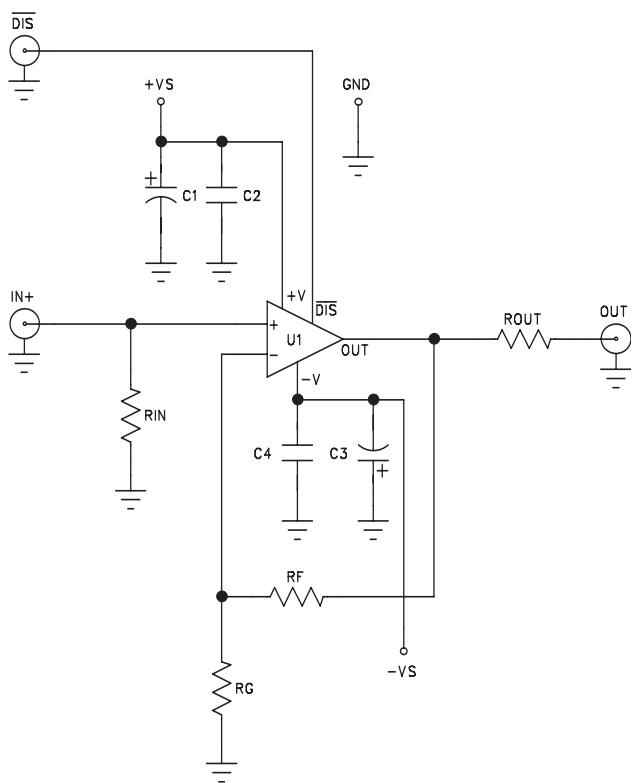 DIS
+VS
GND
+
C1
C2
IN+
+V
DIS
+
U1
-
OUT
ROUT
OUT
-V
RIN
C4
C3
+
RF
-VS
RG